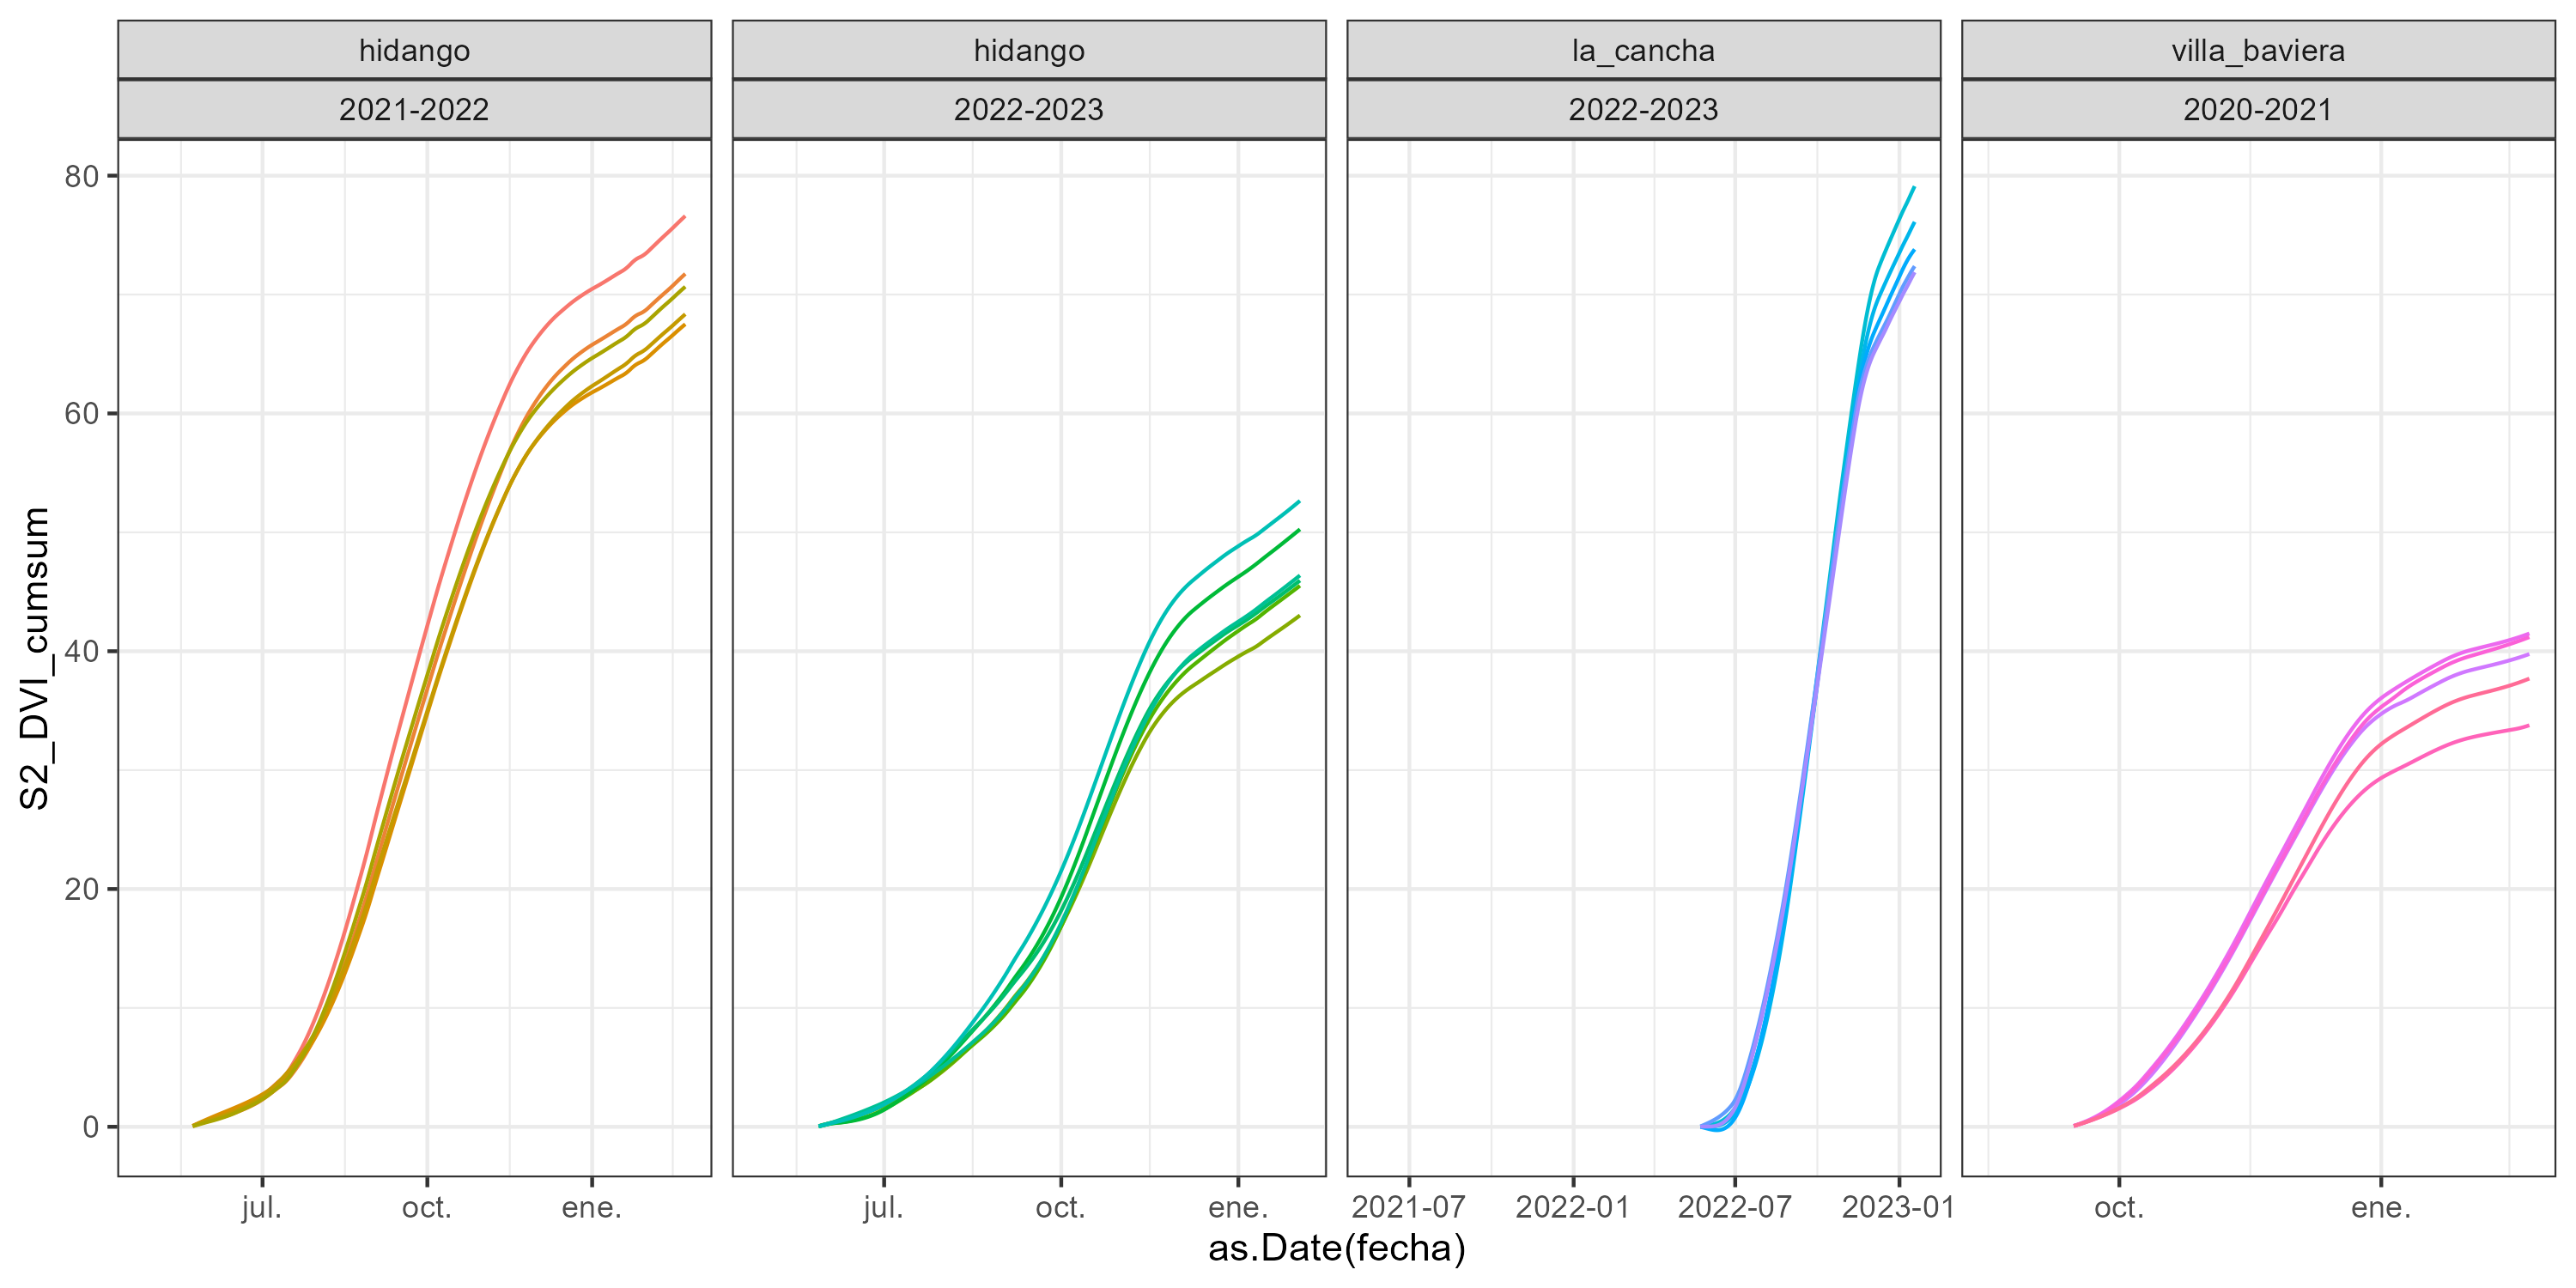 hidango hidango la_cancha villa_baviera
2021-2022 2022-2023 2022-2023 2020-2021
80
60
40
20
0
S2_DVI_cumsum
jul. oct. ene. jul. oct. ene. 2021-07 2022-01 2022-07 2023-01 oct. ene.
as.Date(fecha)